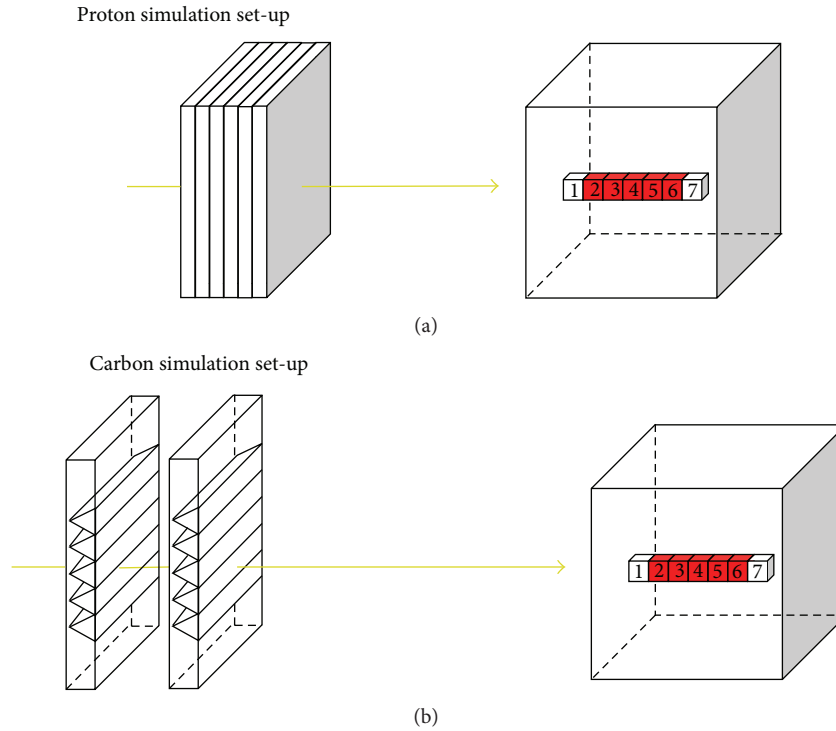 Proton simulation set-up
1 2 3 4 5 6 7
(a)
Carbon simulation set-up
1 2 3 4 5 6 7
(b)